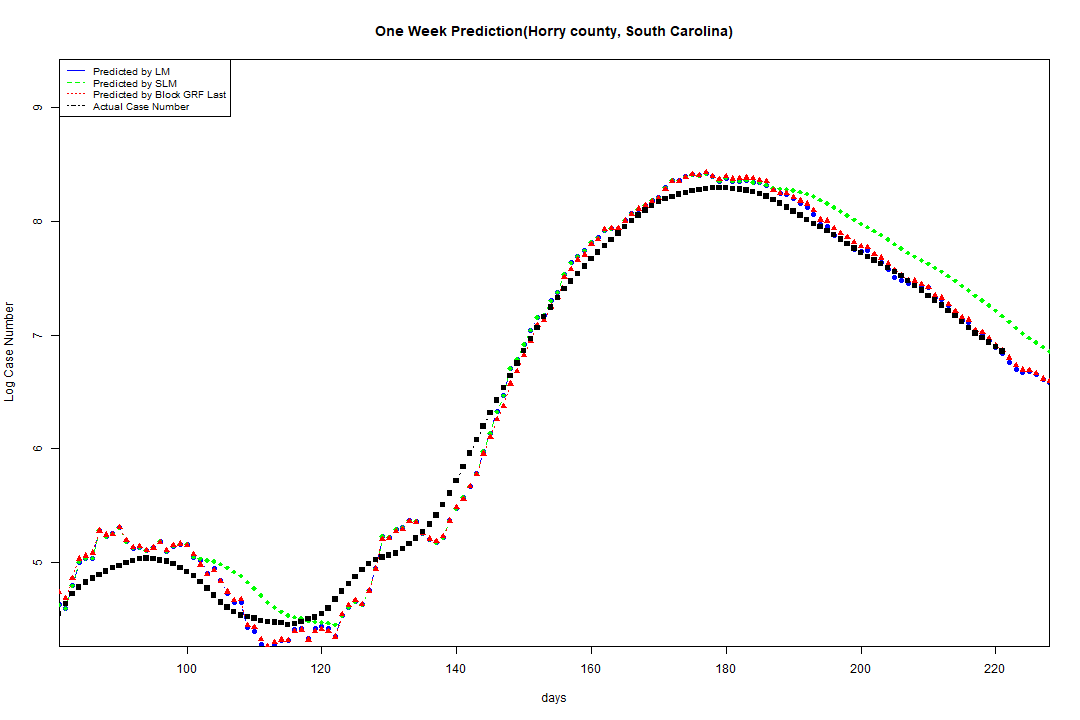 One Week Prediction(Horry county, South Carolina)
Predicted by LM
Predicted by SLM
Predicted by Block GRF Last
Actual Case Number
9
8
7
6
5
Log Case Number
100 120 140 160 180 200 220
days